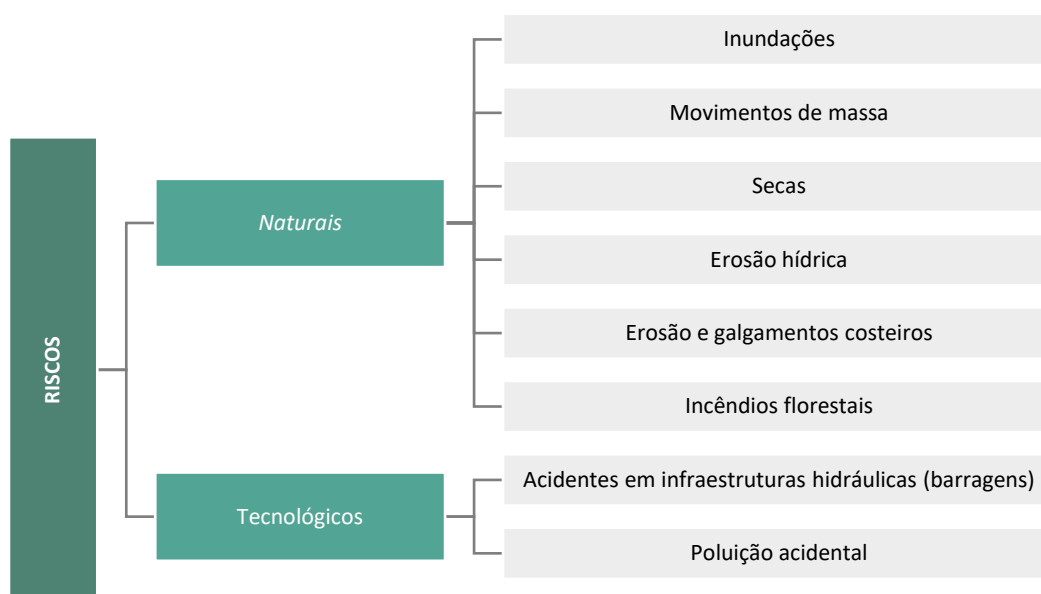 RISCOS
Naturais
Inundações
Movimentos de massa
Secas
Erosão hídrica
Erosão e galgamentos costeiros
Incêndios florestais
Tecnológicos
Acidentes em infraestruturas hidráulicas (barragens)
Poluição acidental